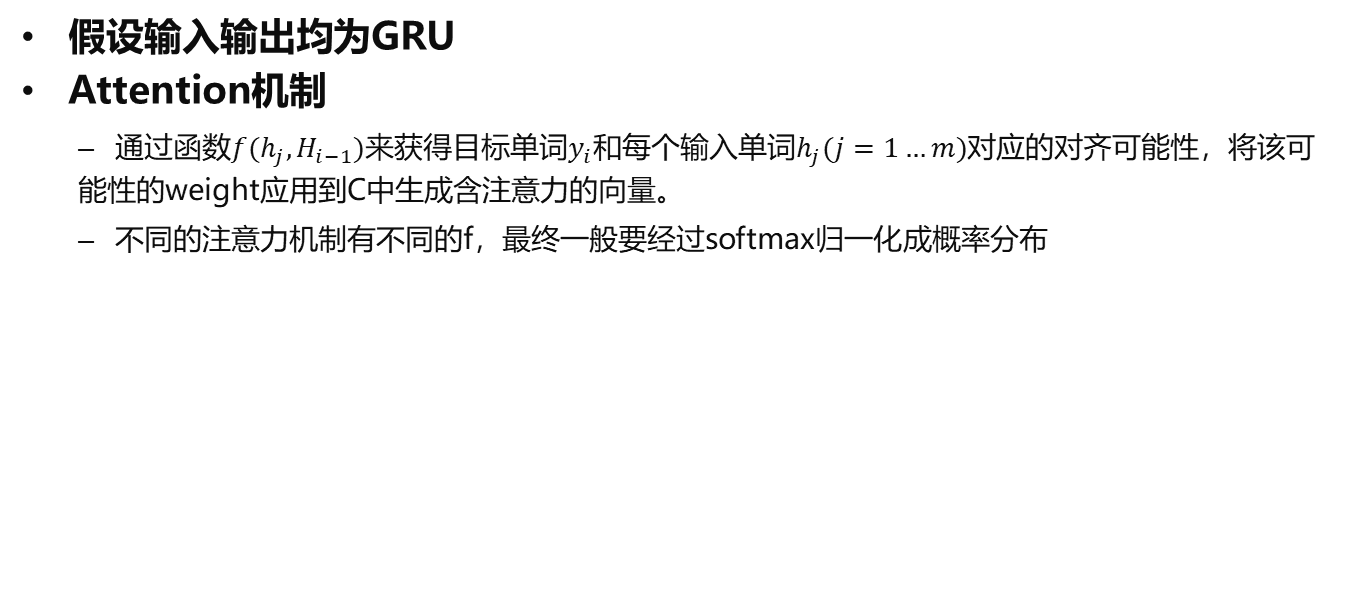 • 假设输入输出均为GRU
• Attention机制
– 通过函数𝑓(ℎ𝑗,𝐻𝑖−1)来获得目标单词𝑦𝑖和每个输入单词ℎ𝑗(𝑗 = 1 … 𝑚)对应的对齐可能性，将该可
能性的weight应用到C中生成含注意力的向量。
– 不同的注意力机制有不同的f，最终一般要经过softmax归一化成概率分布